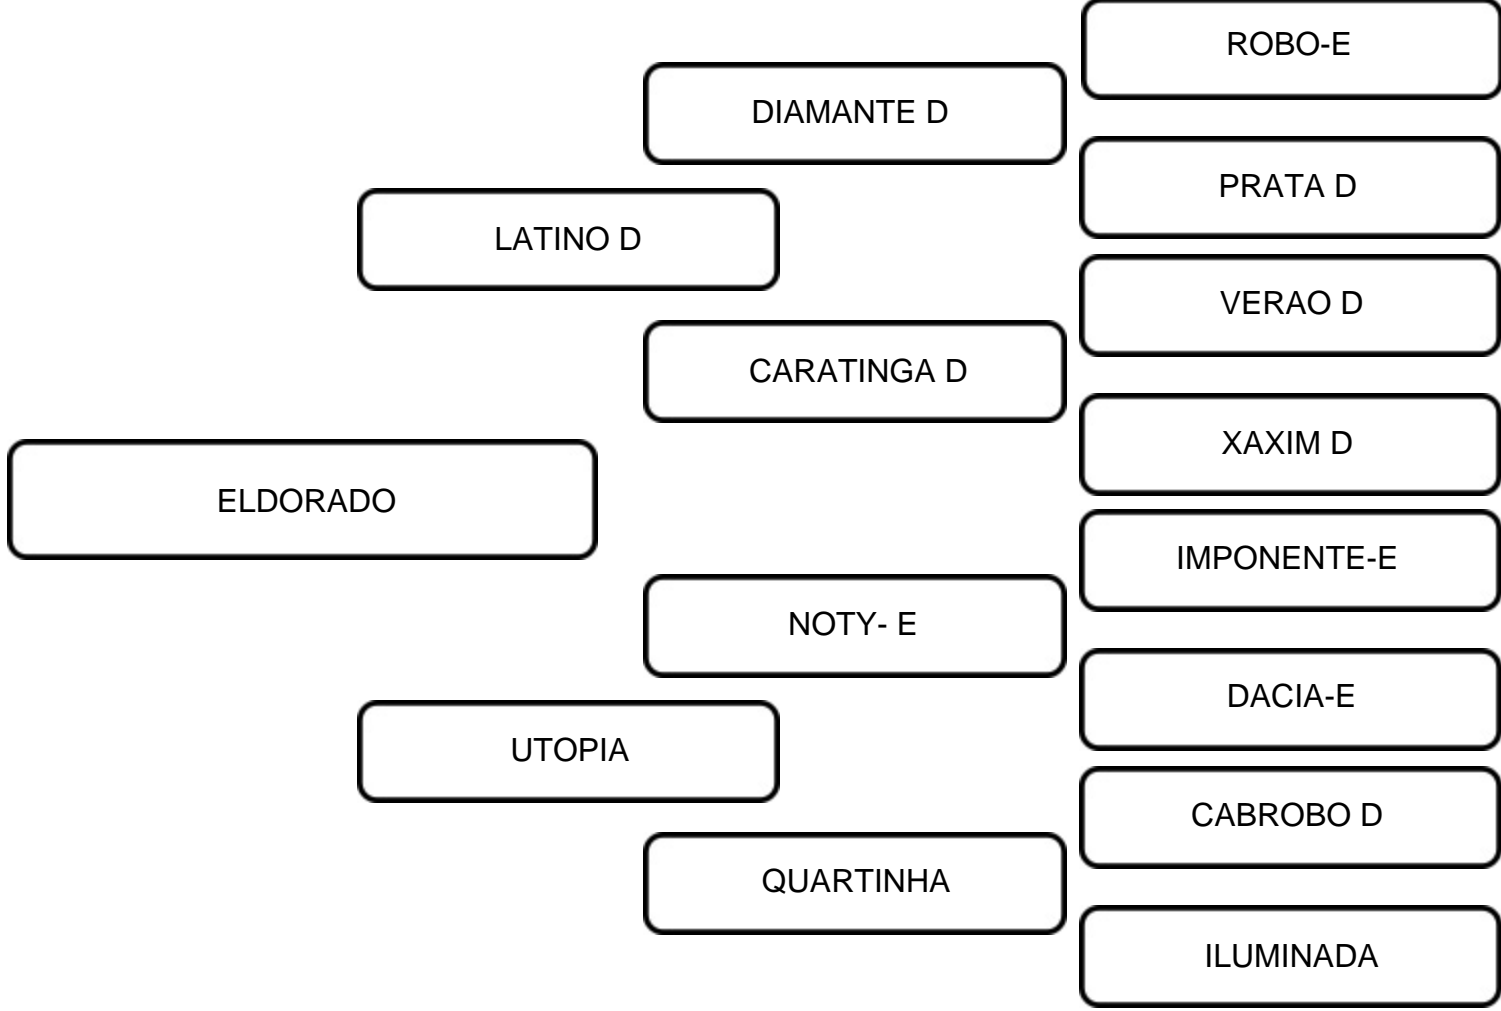 ROBO-E
DIAMANTE D
PRATA D
LATINO D
VERAO D
CARATINGA D
XAXIM D
ELDORADO
IMPONENTE-E
NOTY- E
DACIA-E
UTOPIA
CABROBO D
QUARTINHA
ILUMINADA